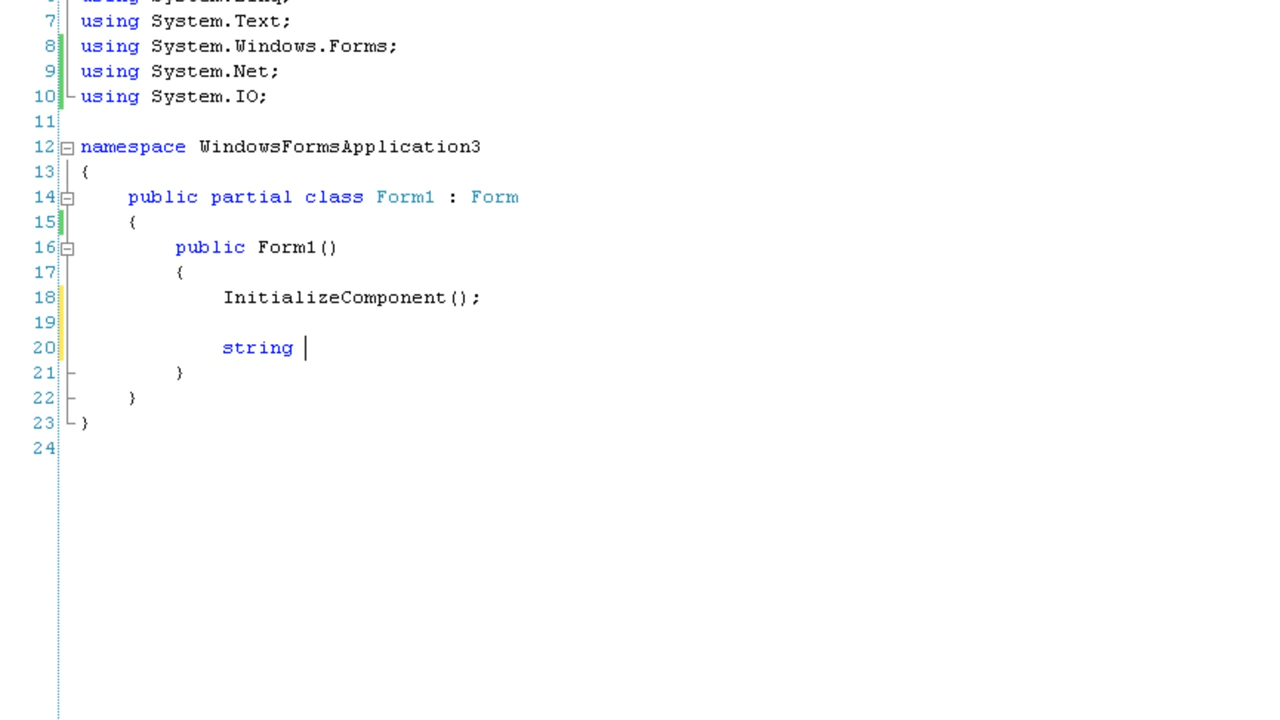 7 using System.Text;
8 using System.Windows.Forms;
9 using System.Net;
10 using System.IO;
11
12 namespace WindowsFormsApplication3
13 {
14     public partial class Form1 : Form
15     {
16         public Form1()
17         {
18             InitializeComponent();
19
20             string
21         }
22     }
23 }
24